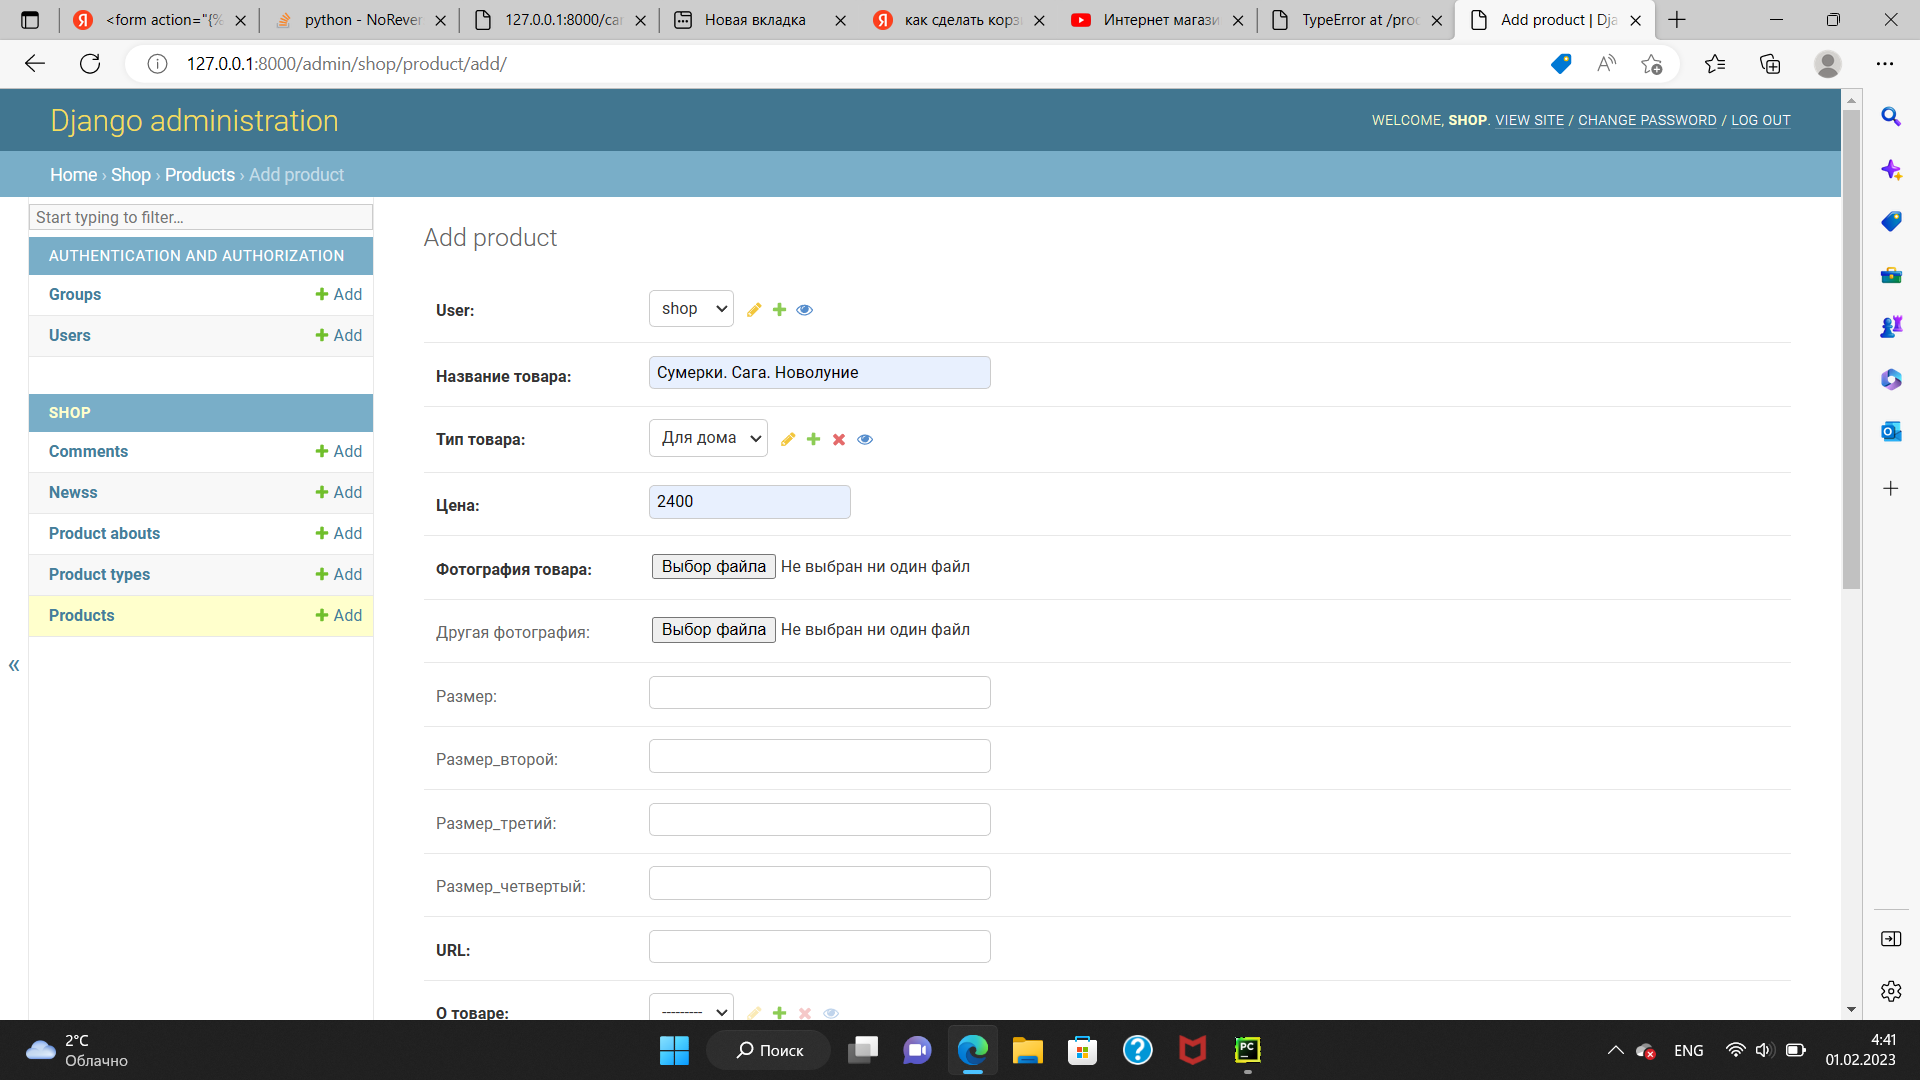 <form action="{%
python - NoRever
127.0.0.1:8000/car
Новая вкладка
как сделать корз
Интернет магази
TypeError at /proc
Add product | Dja
127.0.0.1:8000/admin/shop/product/add/
Django administration
WELCOME, SHOP. VIEW SITE / CHANGE PASSWORD / LOG OUT
Home › Shop › Products › Add product
Start typing to filter...
AUTHENTICATION AND AUTHORIZATION
Groups + Add
Users + Add
SHOP
Comments + Add
Newss + Add
Product abouts + Add
Product types + Add
Products + Add
«
Add product
User: shop
Название товара: Сумерки. Сага. Новолуние
Тип товара: Для дома
Цена: 2400
Фотография товара: Выбор файла Не выбран ни один файл
Другая фотография: Выбор файла Не выбран ни один файл
Размер:
Размер_второй:
Размер_третий:
Размер_четвертый:
URL:
О товаре: ---------
2°C
Облачно
Поиск
ENG
4:41
01.02.2023